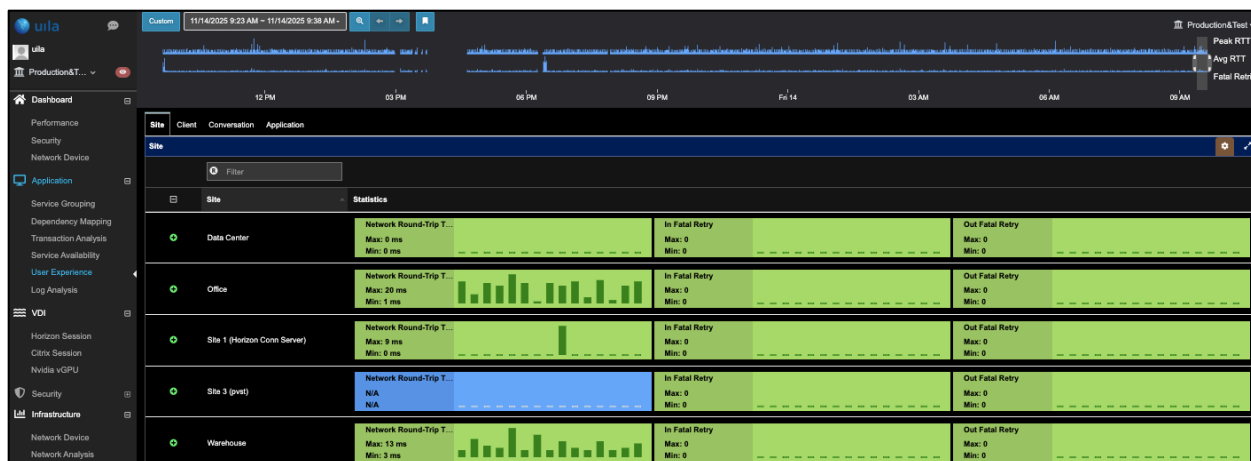 uila
Custom
11/14/2025 9:23 AM ~ 11/14/2025 9:38 AM
Production&Test
uila
Production&T...
Peak RTT
Avg RTT
Fatal Retri
12 PM 03 PM 06 PM 09 PM Fri 14 03 AM 06 AM 09 AM
Dashboard
Performance
Security
Network Device
Application
Service Grouping
Dependency Mapping
Transaction Analysis
Service Availability
User Experience
Log Analysis
VDI
Horizon Session
Citrix Session
Nvidia vGPU
Security
Infrastructure
Network Device
Network Analysis
Site Client Conversation Application
Site
Filter
Site Statistics
Data Center
Network Round-Trip T...
Max: 0 ms
Min: 0 ms
In Fatal Retry
Max: 0
Min: 0
Out Fatal Retry
Max: 0
Min: 0
Office
Network Round-Trip T...
Max: 20 ms
Min: 1 ms
In Fatal Retry
Max: 0
Min: 0
Out Fatal Retry
Max: 0
Min: 0
Site 1 (Horizon Conn Server)
Network Round-Trip T...
Max: 9 ms
Min: 0 ms
In Fatal Retry
Max: 0
Min: 0
Out Fatal Retry
Max: 0
Min: 0
Site 3 (pvst)
Network Round-Trip T...
N/A
N/A
In Fatal Retry
Max: 0
Min: 0
Out Fatal Retry
Max: 0
Min: 0
Warehouse
Network Round-Trip T...
Max: 13 ms
Min: 3 ms
In Fatal Retry
Max: 0
Min: 0
Out Fatal Retry
Max: 0
Min: 0